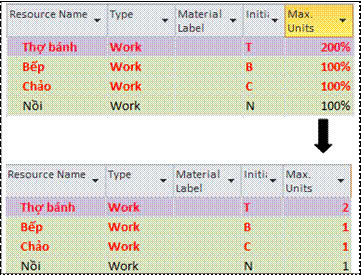 Resource Name Type Material Label Initia Max. Units
Thợ bánh Work T 200%
Bếp Work B 100%
Chảo Work C 100%
Nồi Work N 100%
Resource Name Type Material Label Initia Max. Units
Thợ bánh Work T 2
Bếp Work B 1
Chảo Work C 1
Nồi Work N 1